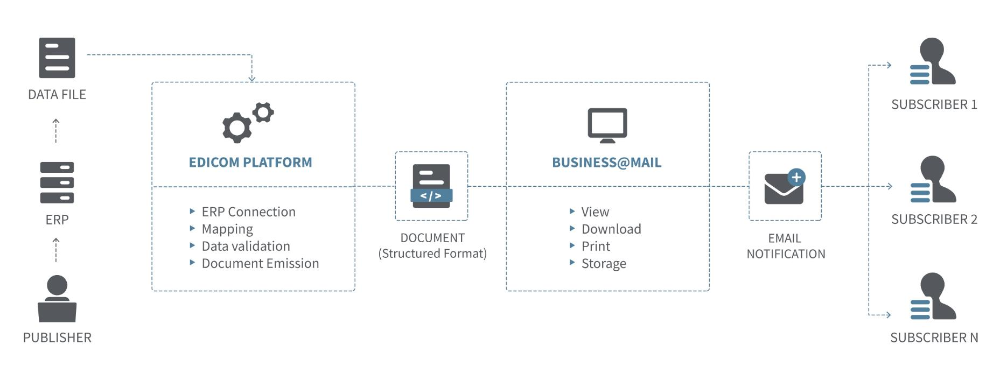 DATA FILE
ERP
PUBLISHER
EDICOM PLATFORM
ERP Connection
Mapping
Data validation
Document Emission
</>
DOCUMENT
(Structured Format)
BUSINESS@MAIL
View
Download
Print
Storage
EMAIL
NOTIFICATION
SUBSCRIBER 1
SUBSCRIBER 2
SUBSCRIBER N